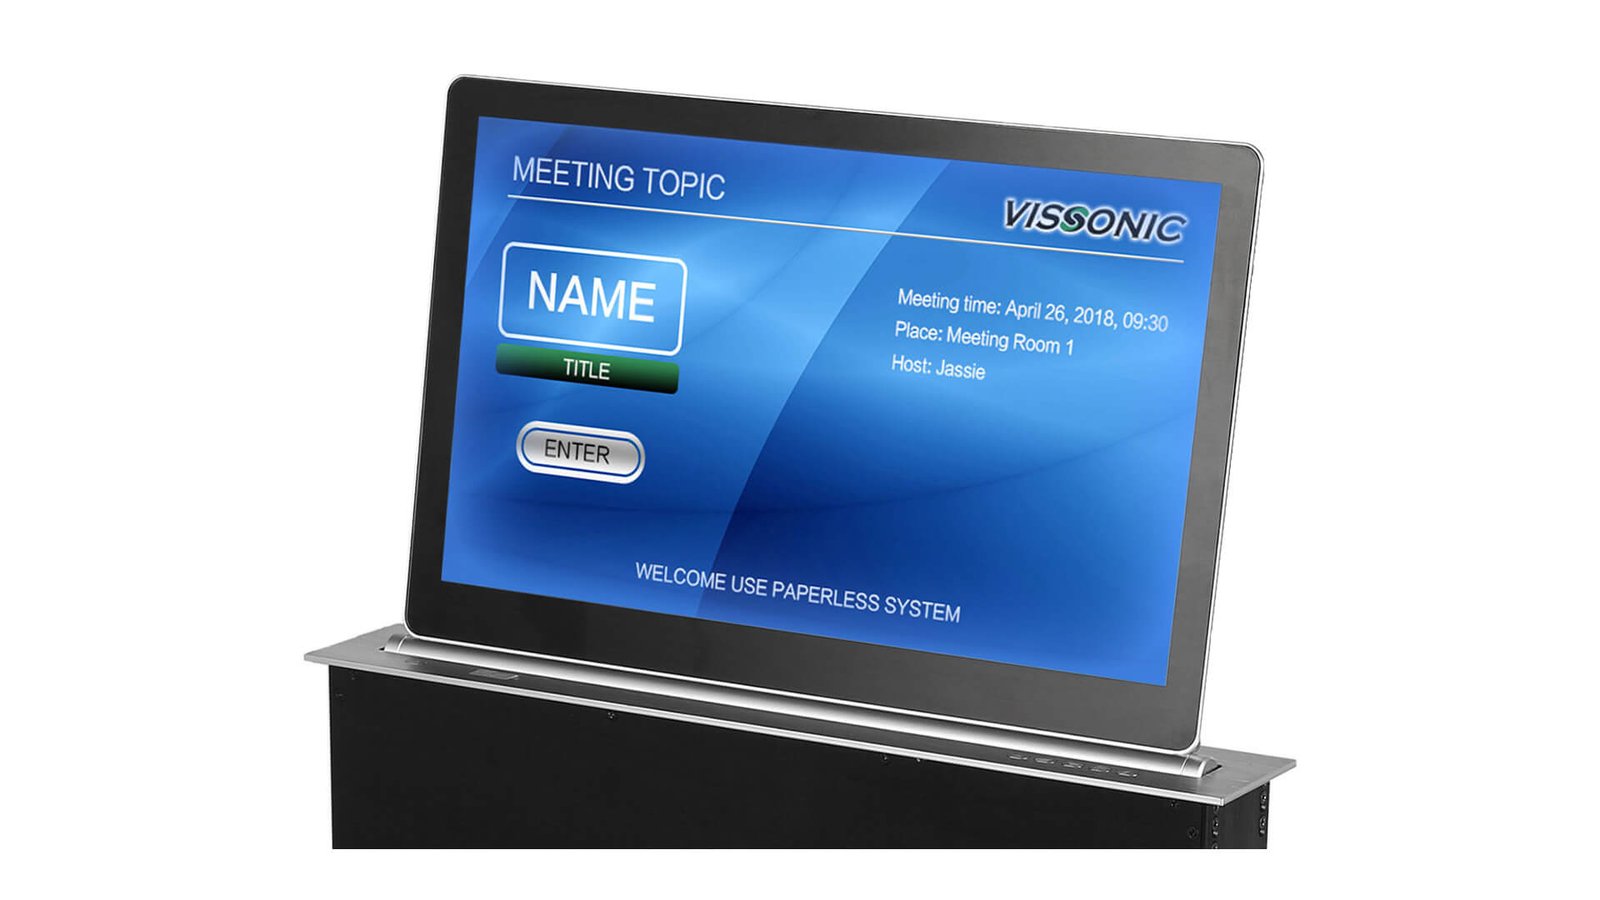 MEETING TOPIC
VISSONIC
NAME
TITLE
ENTER
Meeting time: April 26, 2018, 09:30
Place: Meeting Room 1
Host: Jassie
WELCOME USE PAPERLESS SYSTEM